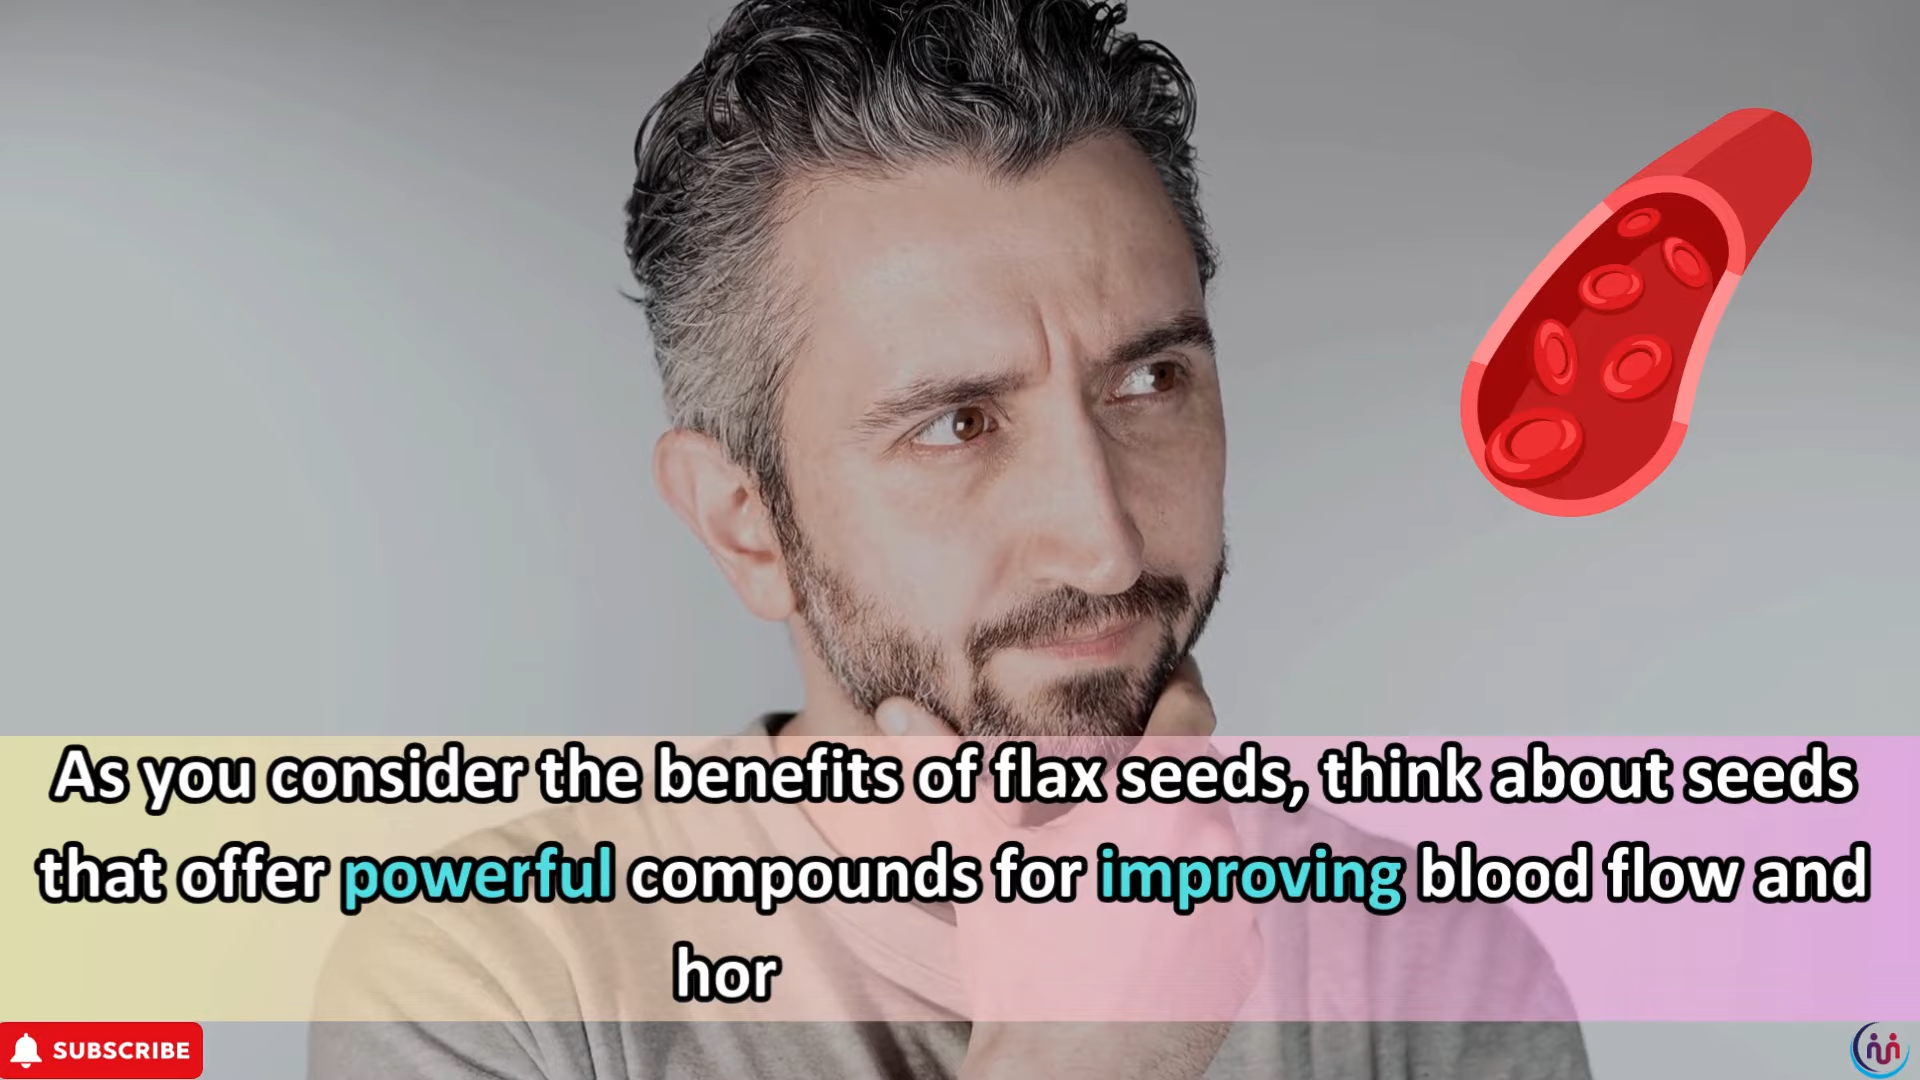 As you consider the benefits of flax seeds, think about seeds
that offer powerful compounds for improving blood flow and
hor
SUBSCRIBE